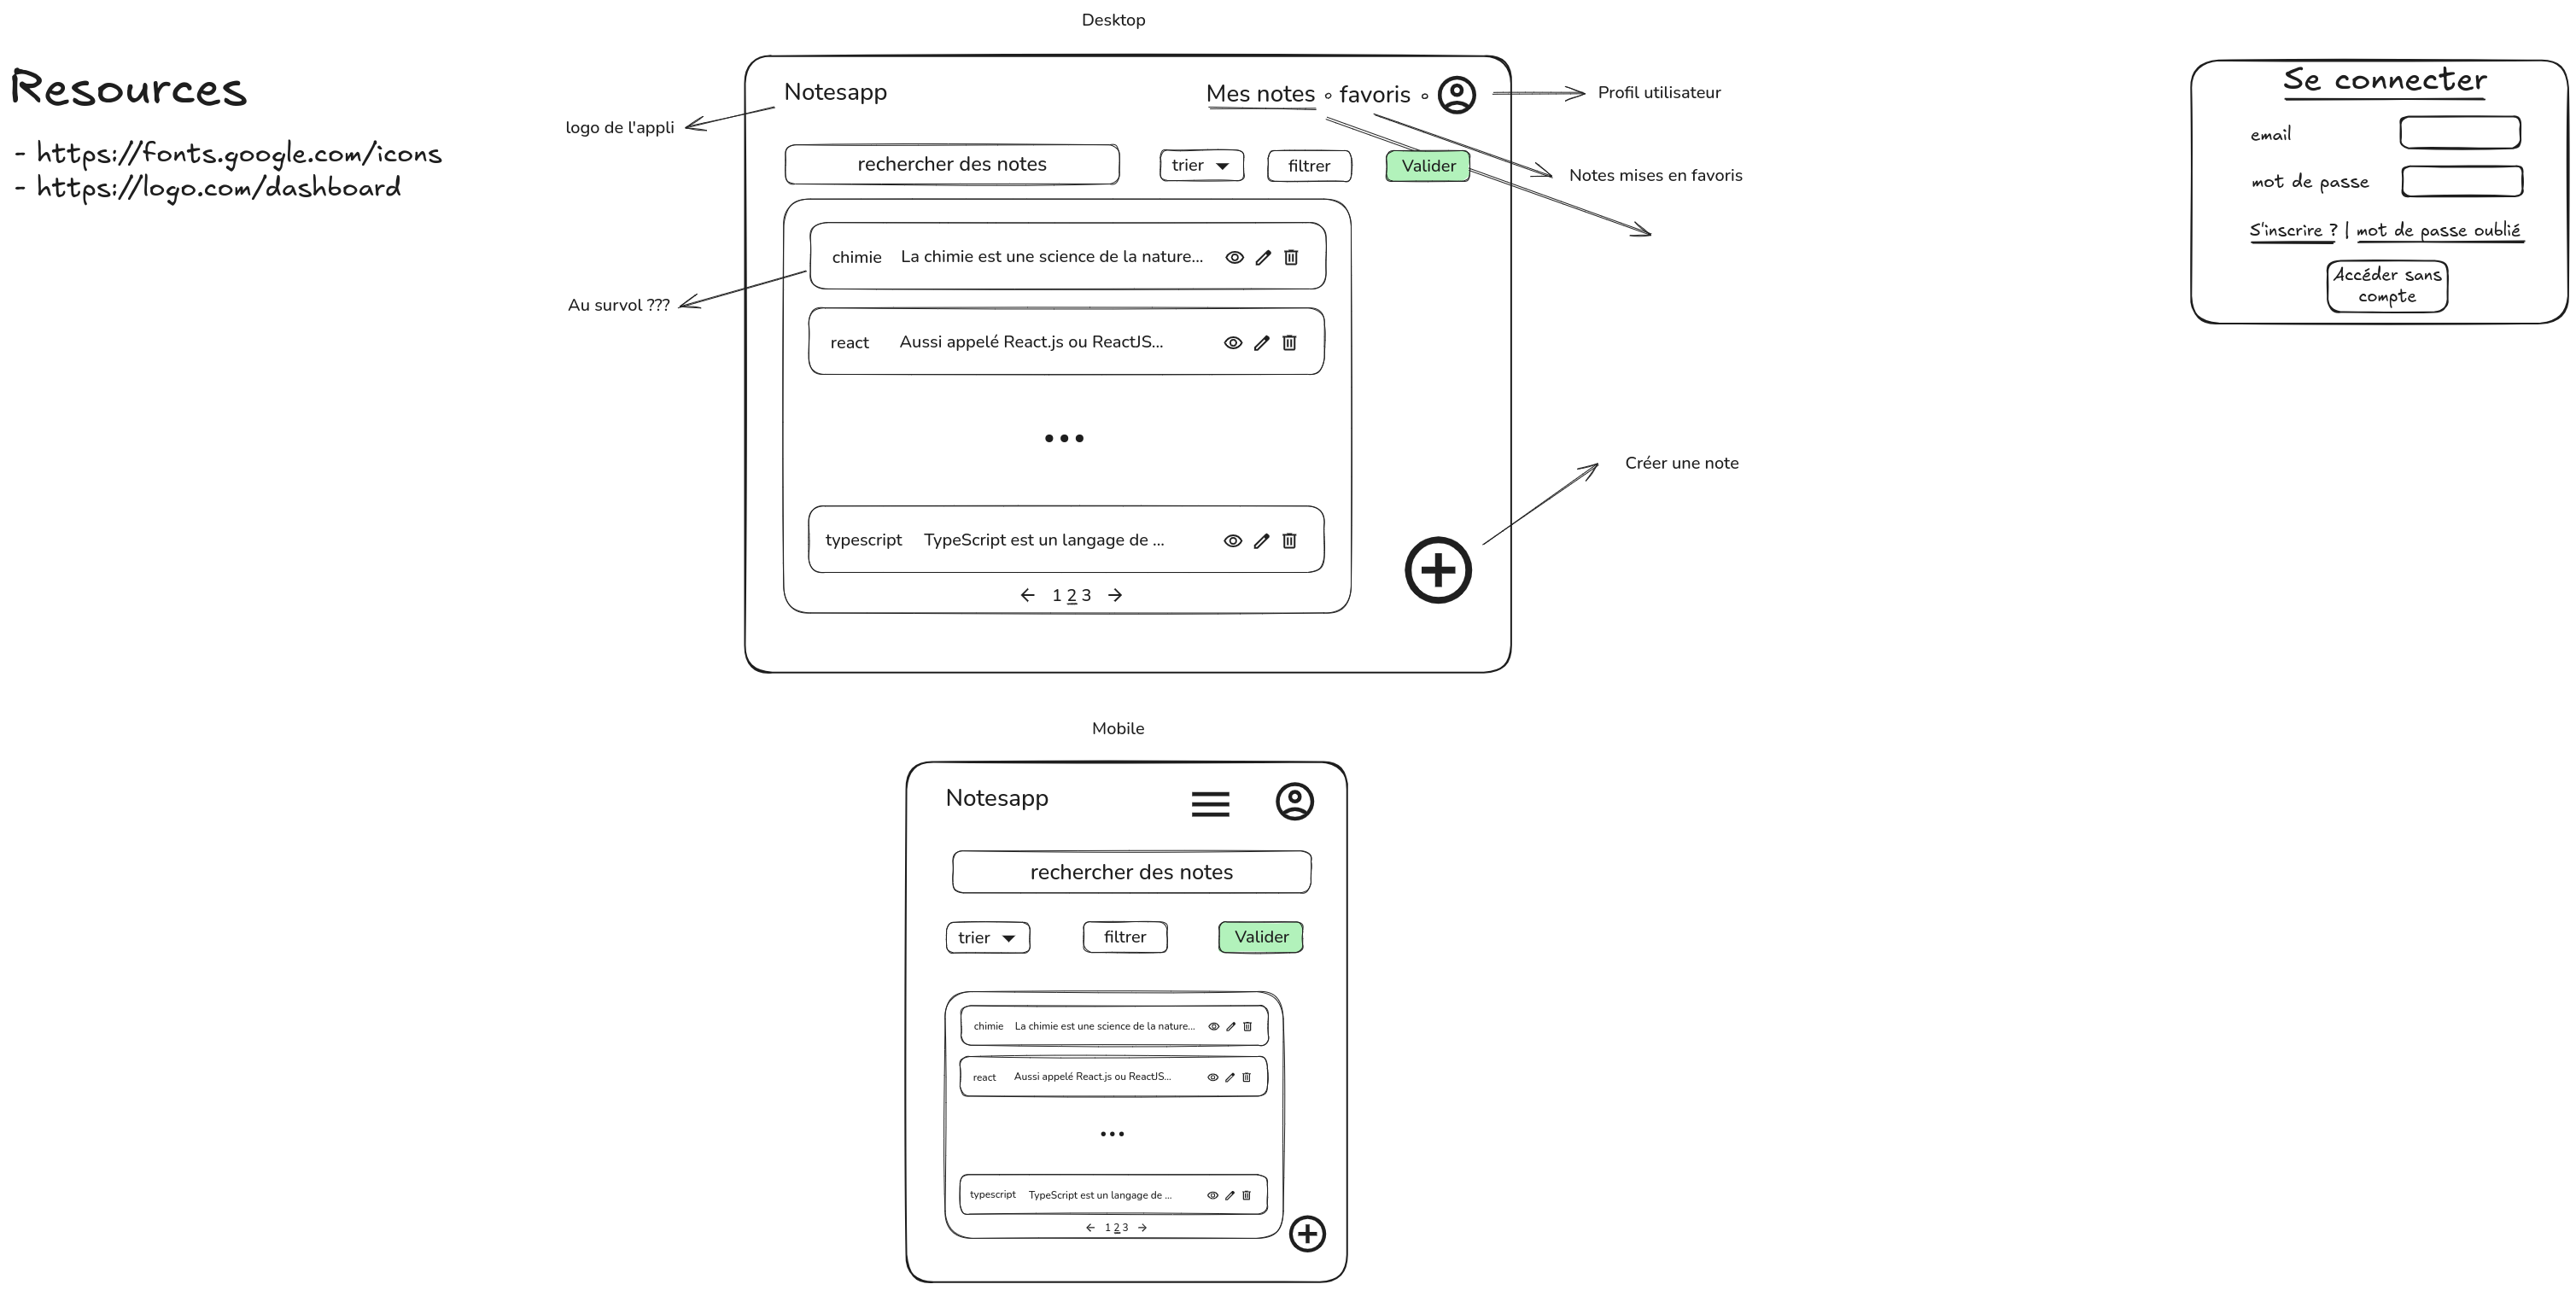 Resources
- https://fonts.google.com/icons
- https://logo.com/dashboard
Desktop
Notesapp
Mes notes ∘ favoris ∘
Profil utilisateur
logo de l'appli
rechercher des notes
trier
filtrer
Valider
Notes mises en favoris
chimie La chimie est une science de la nature...
Au survol ???
react Aussi appelé React.js ou ReactJS...
...
Créer une note
typescript TypeScript est un langage de ...
← 1 2 3 →
Mobile
Notesapp
rechercher des notes
trier
filtrer
Valider
chimie La chimie est une science de la nature...
react Aussi appelé React.js ou ReactJS...
...
typescript TypeScript est un langage de ...
← 1 2 3 →
Se connecter
email
mot de passe
S'inscrire ? | mot de passe oublié
Accéder sans
compte